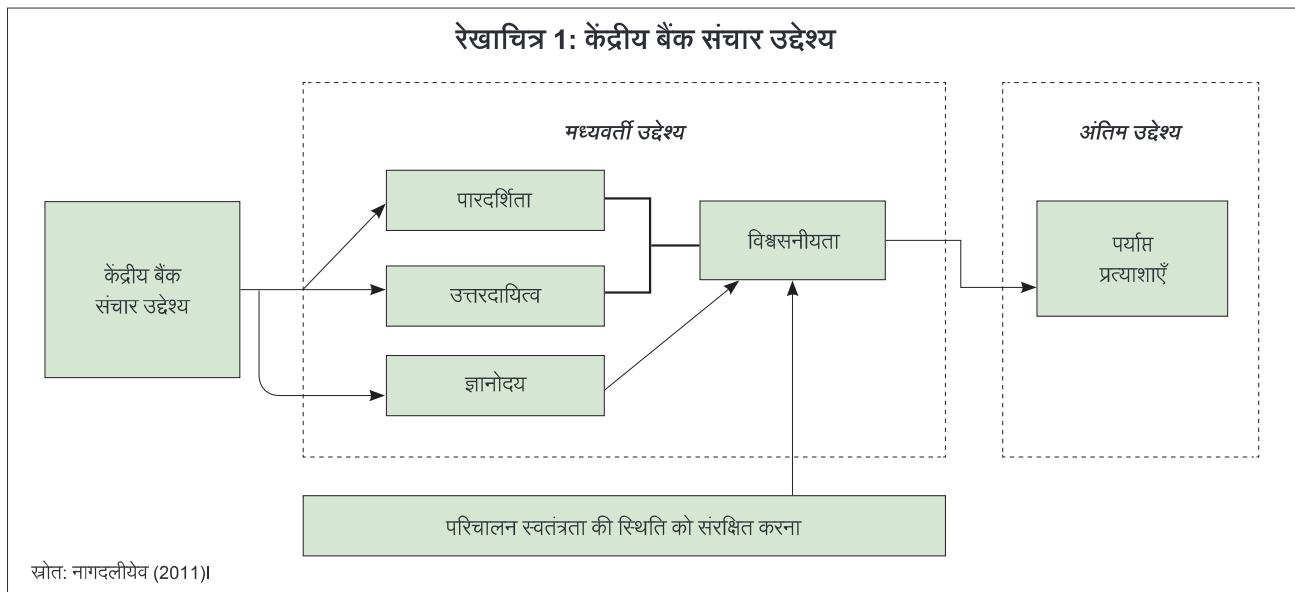 रेखाचित्र 1: केंद्रीय बैंक संचार उद्देश्य
मध्यवर्ती उद्देश्य
अंतिम उद्देश्य
केंद्रीय बैंक
संचार उद्देश्य
पारदर्शिता
उत्तरदायित्व
ज्ञानोदय
विश्वसनीयता
पर्याप्त
प्रत्याशाएँ
परिचालन स्वतंत्रता की स्थिति को संरक्षित करना
स्रोत: नागदलीयेव (2011)।